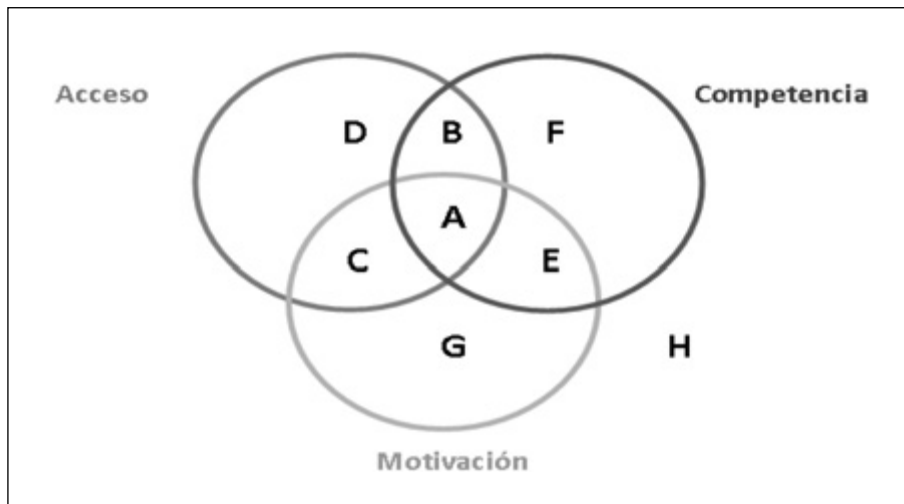 Acceso
Competencia
D B F
A
C E
G H
Motivación